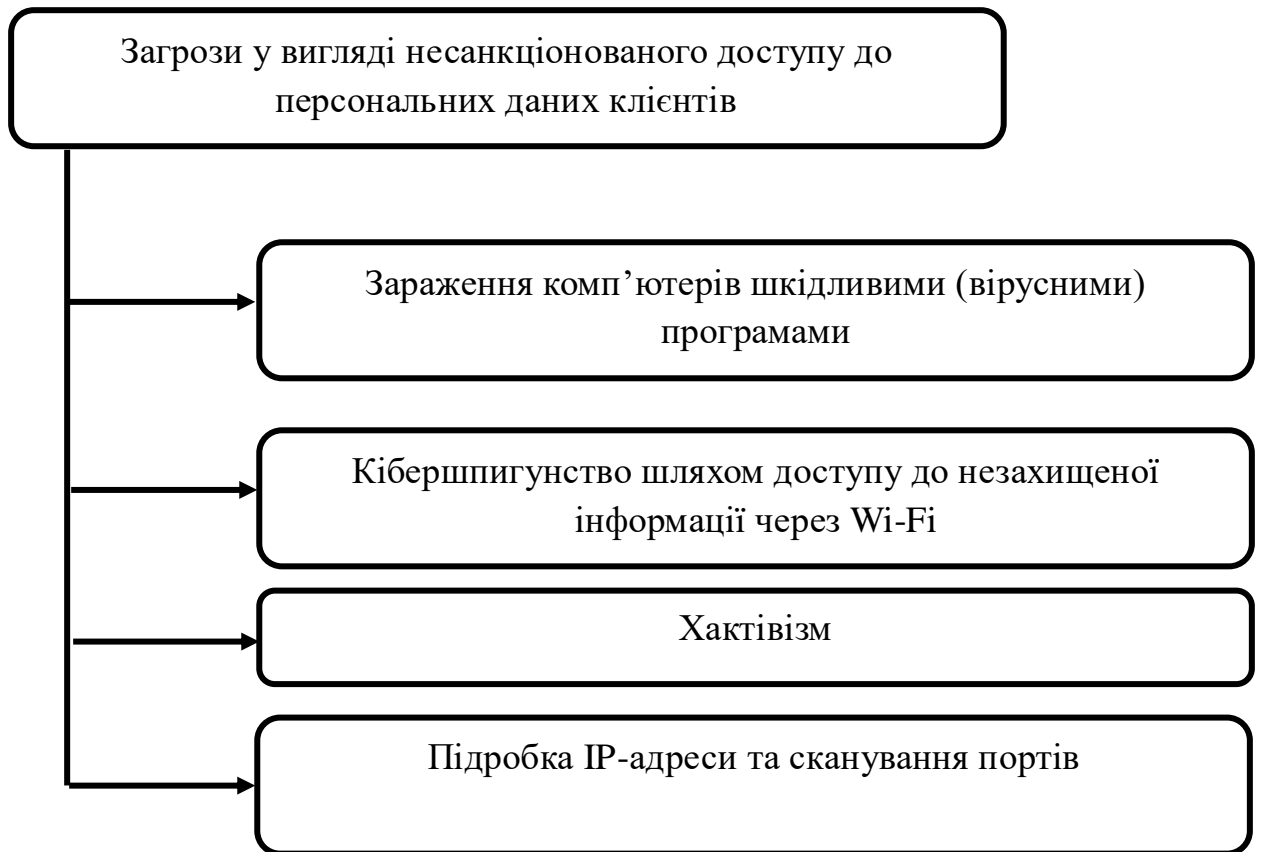 Загрози у вигляді несанкціонованого доступу до
персональних даних клієнтів
Зараження комп’ютерів шкідливими (вірусними)
програмами
Кібершпигунство шляхом доступу до незахищеної
інформації через Wi-Fi
Хактівізм
Підробка IP-адреси та сканування портів